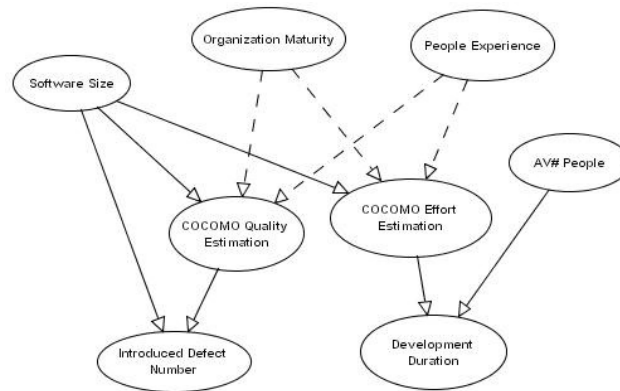 Organization Maturity
People Experience
Software Size
AV# People
COCOMO Quality
Estimation
COCOMO Effort
Estimation
Introduced Defect
Number
Development
Duration